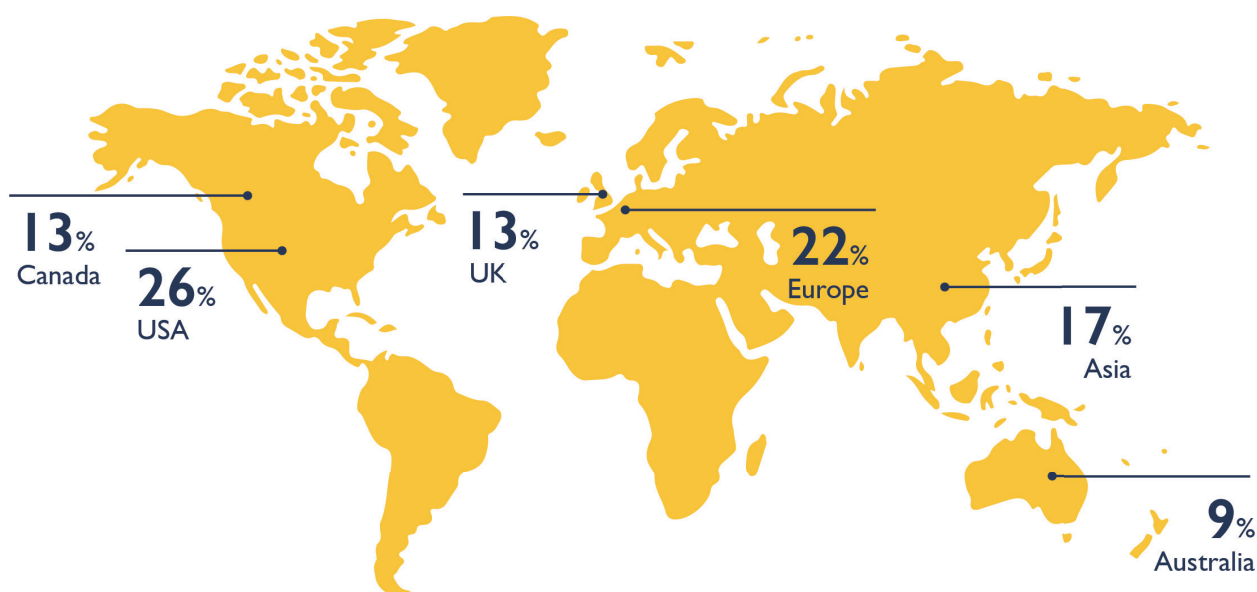 13%
Canada
26%
USA
13%
UK
22%
Europe
17%
Asia
9%
Australia